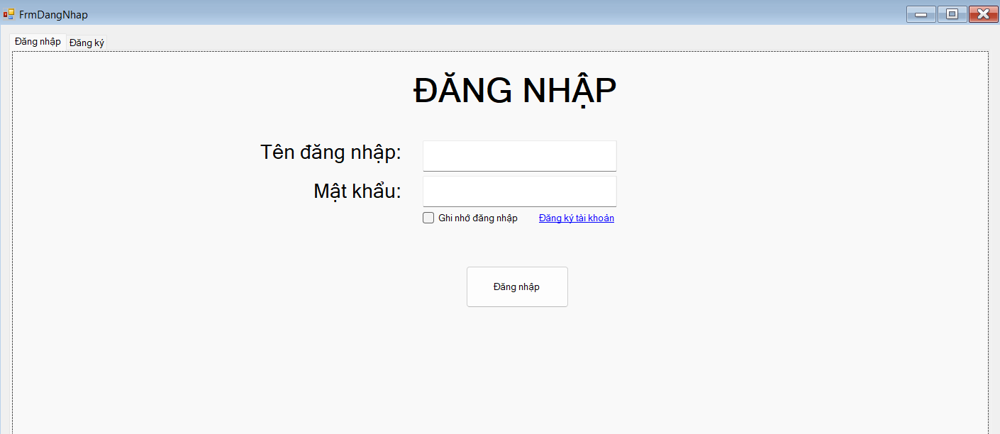 FrmDangNhap
Đăng nhập Đăng ký
ĐĂNG NHẬP
Tên đăng nhập:
Mật khẩu:
Ghi nhớ đăng nhập Đăng ký tài khoản
Đăng nhập